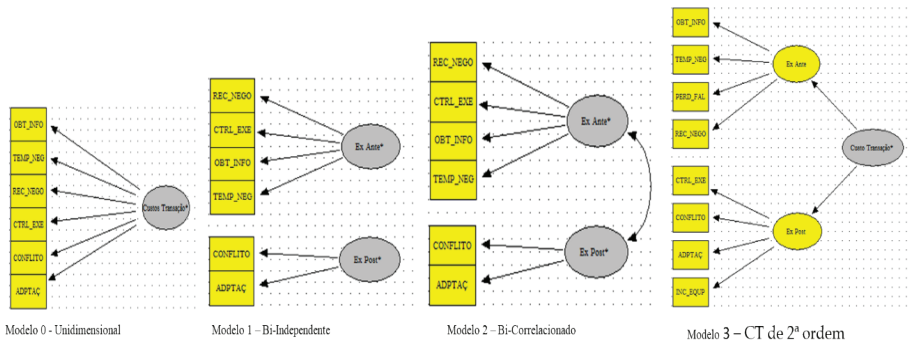 OBT_INFO
TEMP_NEG
REC_NEGO
CTRL_EXE
CONFLITO
ADPTAÇ
Custos Transação*
Modelo 0 - Unidimensional
REC_NEGO
CTRL_EXE
OBT_INFO
TEMP_NEG
Ex Ante*
CONFLITO
ADPTAÇ
Ex Post*
Modelo 1 – Bi-Independente
REC_NEGO
CTRL_EXE
OBT_INFO
TEMP_NEG
Ex Ante*
CONFLITO
ADPTAÇ
Ex Post*
Modelo 2 – Bi-Correlacionado
OBT_INFO
TEMP_NEG
PERD_FAL
REC_NEGO
Ex Ante
Custo Transação*
CTRL_EXE
CONFLITO
ADPTAÇ
INC_EQUP
Ex Post
Modelo 3 – CT de 2ª ordem